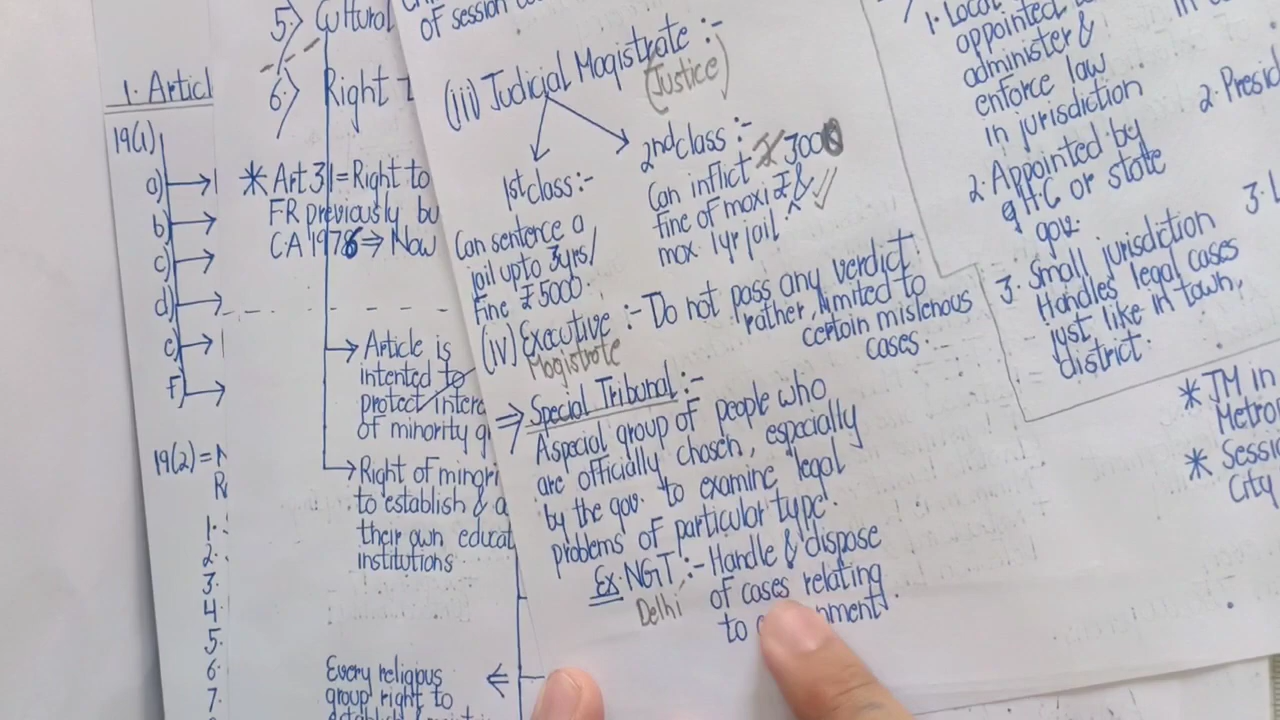 1. Articl
19(1)
a)
b)
c)
d)
e)
f)
19(2) =
1.
2.
3.
4.
5.
6.
7.
5) Cultural
6) Right t
* Art 31 = Right to
FR previously bu
CA 1976 ⇒ Now
Article is
intented to
protect intere
of minority g
Right of minori
to establish & a
their own educat
institutions
Every religious
group right to
of session
(iii) Judicial Magistrate :-
(Justice)
1st class:-
Can sentence a
jail upto 3yrs/
Fine ₹5000.
2nd class :-
Can inflict 3000
fine of maxi ₹ &
max. 1yr jail.
(iv) Executive :- Do not pass any verdict
Magistrate
rather, limited to
certain mislenous
cases.
⇒ Special Tribunal :-
A special group of people who
are officially chosen, especially
by the gov. to examine legal
problems of particular type.
Ex. NGT :- Handle & dispose
Delhi
of cases relating
to
1. Local
appointed
administer &
enforce law
in jurisdiction
2. Appointed by
H.C or state
gov.
3. Small jurisdiction
Handles legal cases
just like in town,
district.
2. Presid
3.
* JM in
Metro
* Sessi
City